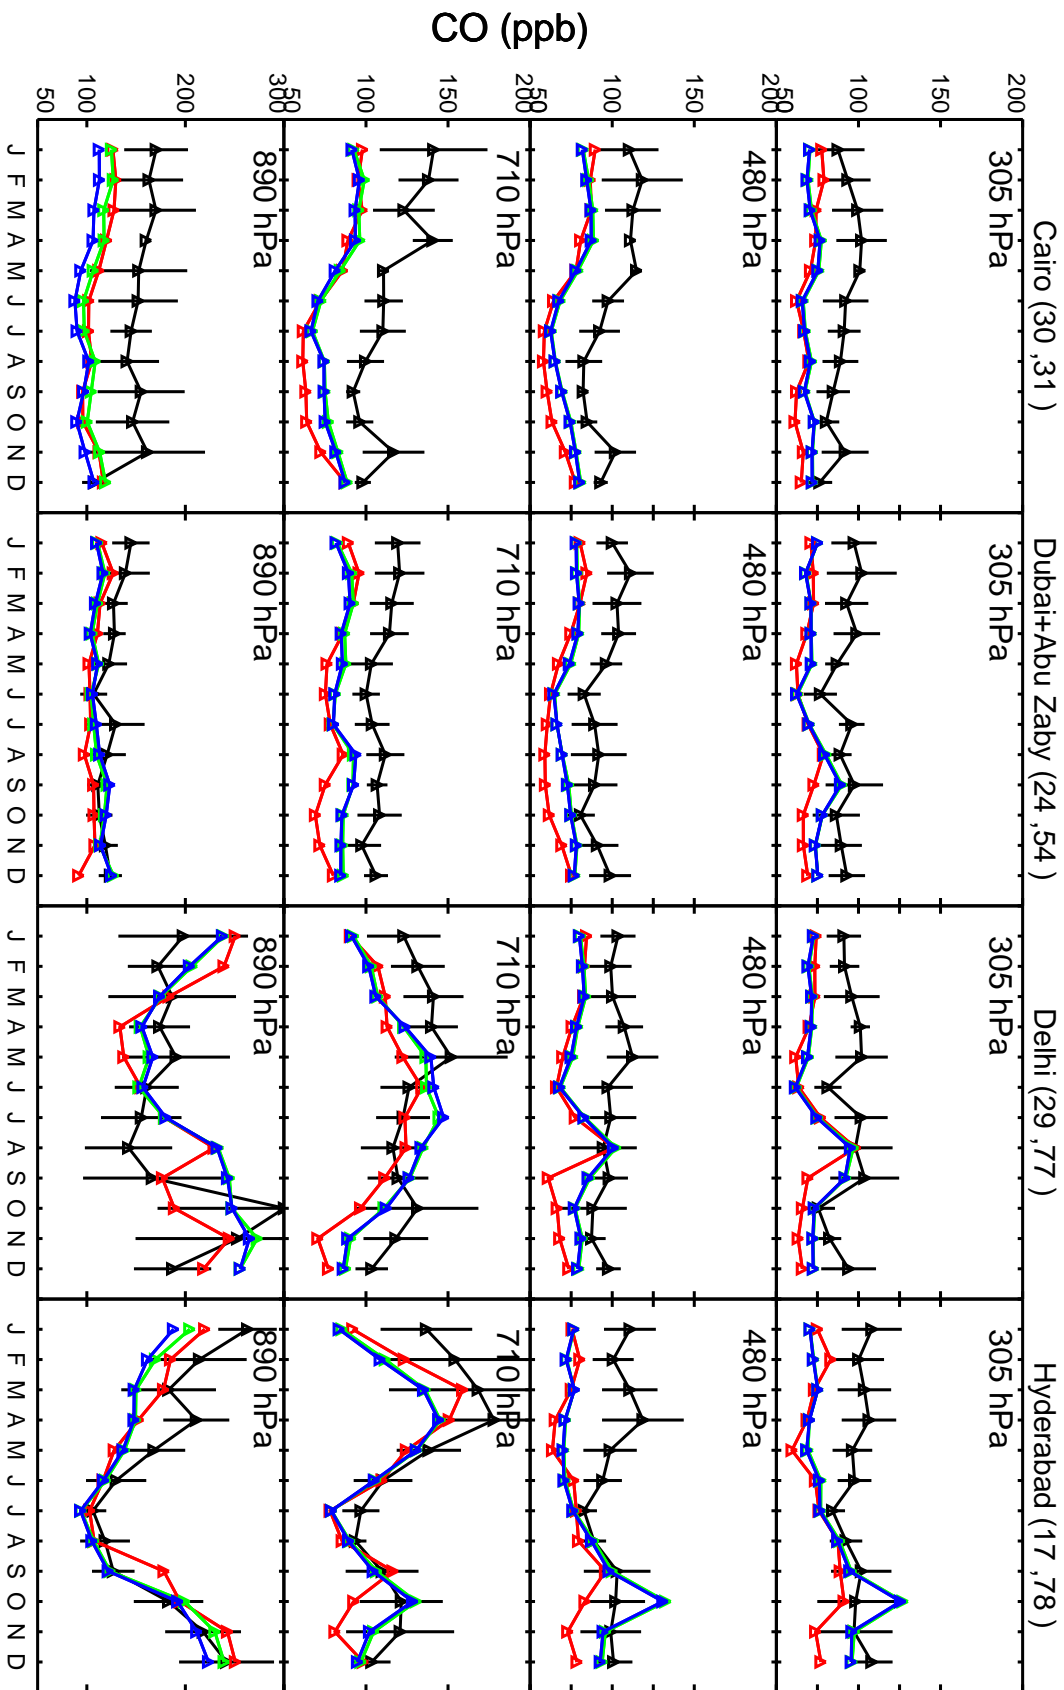 Cairo (30 ,31 ) Dubai+Abu Zaby (24 ,54 ) Delhi (29 ,77 ) Hyderabad (17 ,78 )
CO (ppb)
200
150
100
50
305 hPa 305 hPa 305 hPa 305 hPa
200
150
100
50
480 hPa 480 hPa 480 hPa 480 hPa
200
150
100
50
710 hPa 710 hPa 710 hPa 710 hPa
300
200
100
50
890 hPa 890 hPa 890 hPa 890 hPa
J F M A M J J A S O N D J F M A M J J A S O N D J F M A M J J A S O N D J F M A M J J A S O N D